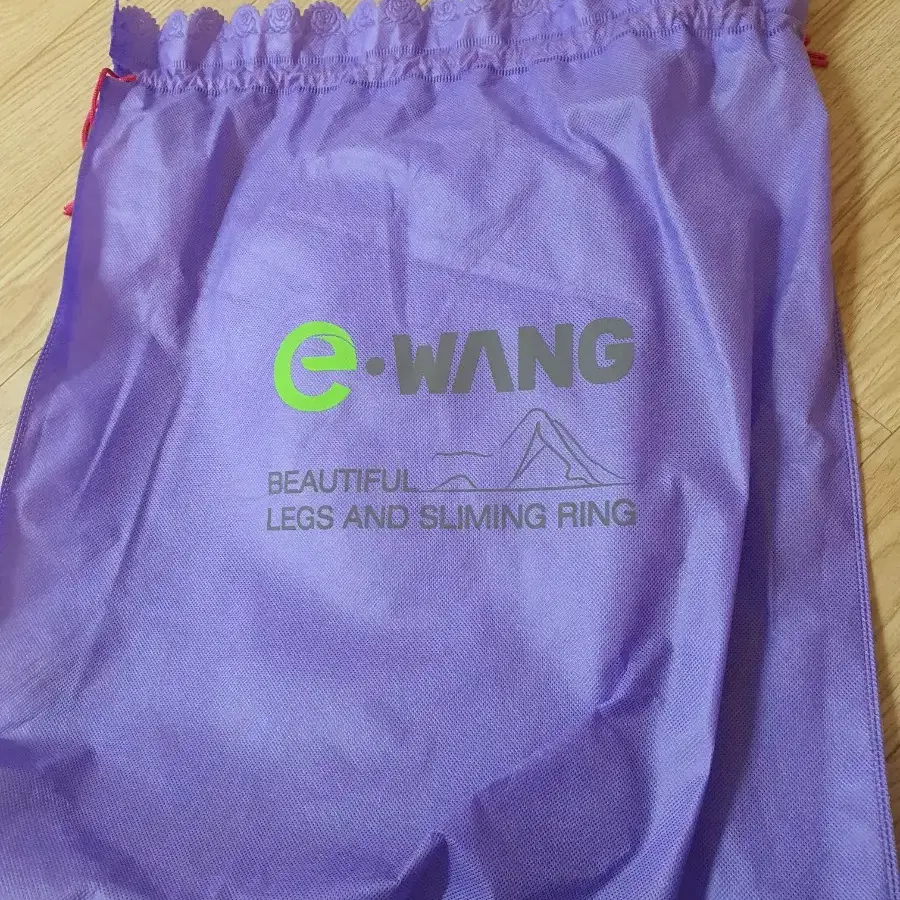 e·WANG
BEAUTIFUL
LEGS AND SLIMING RING